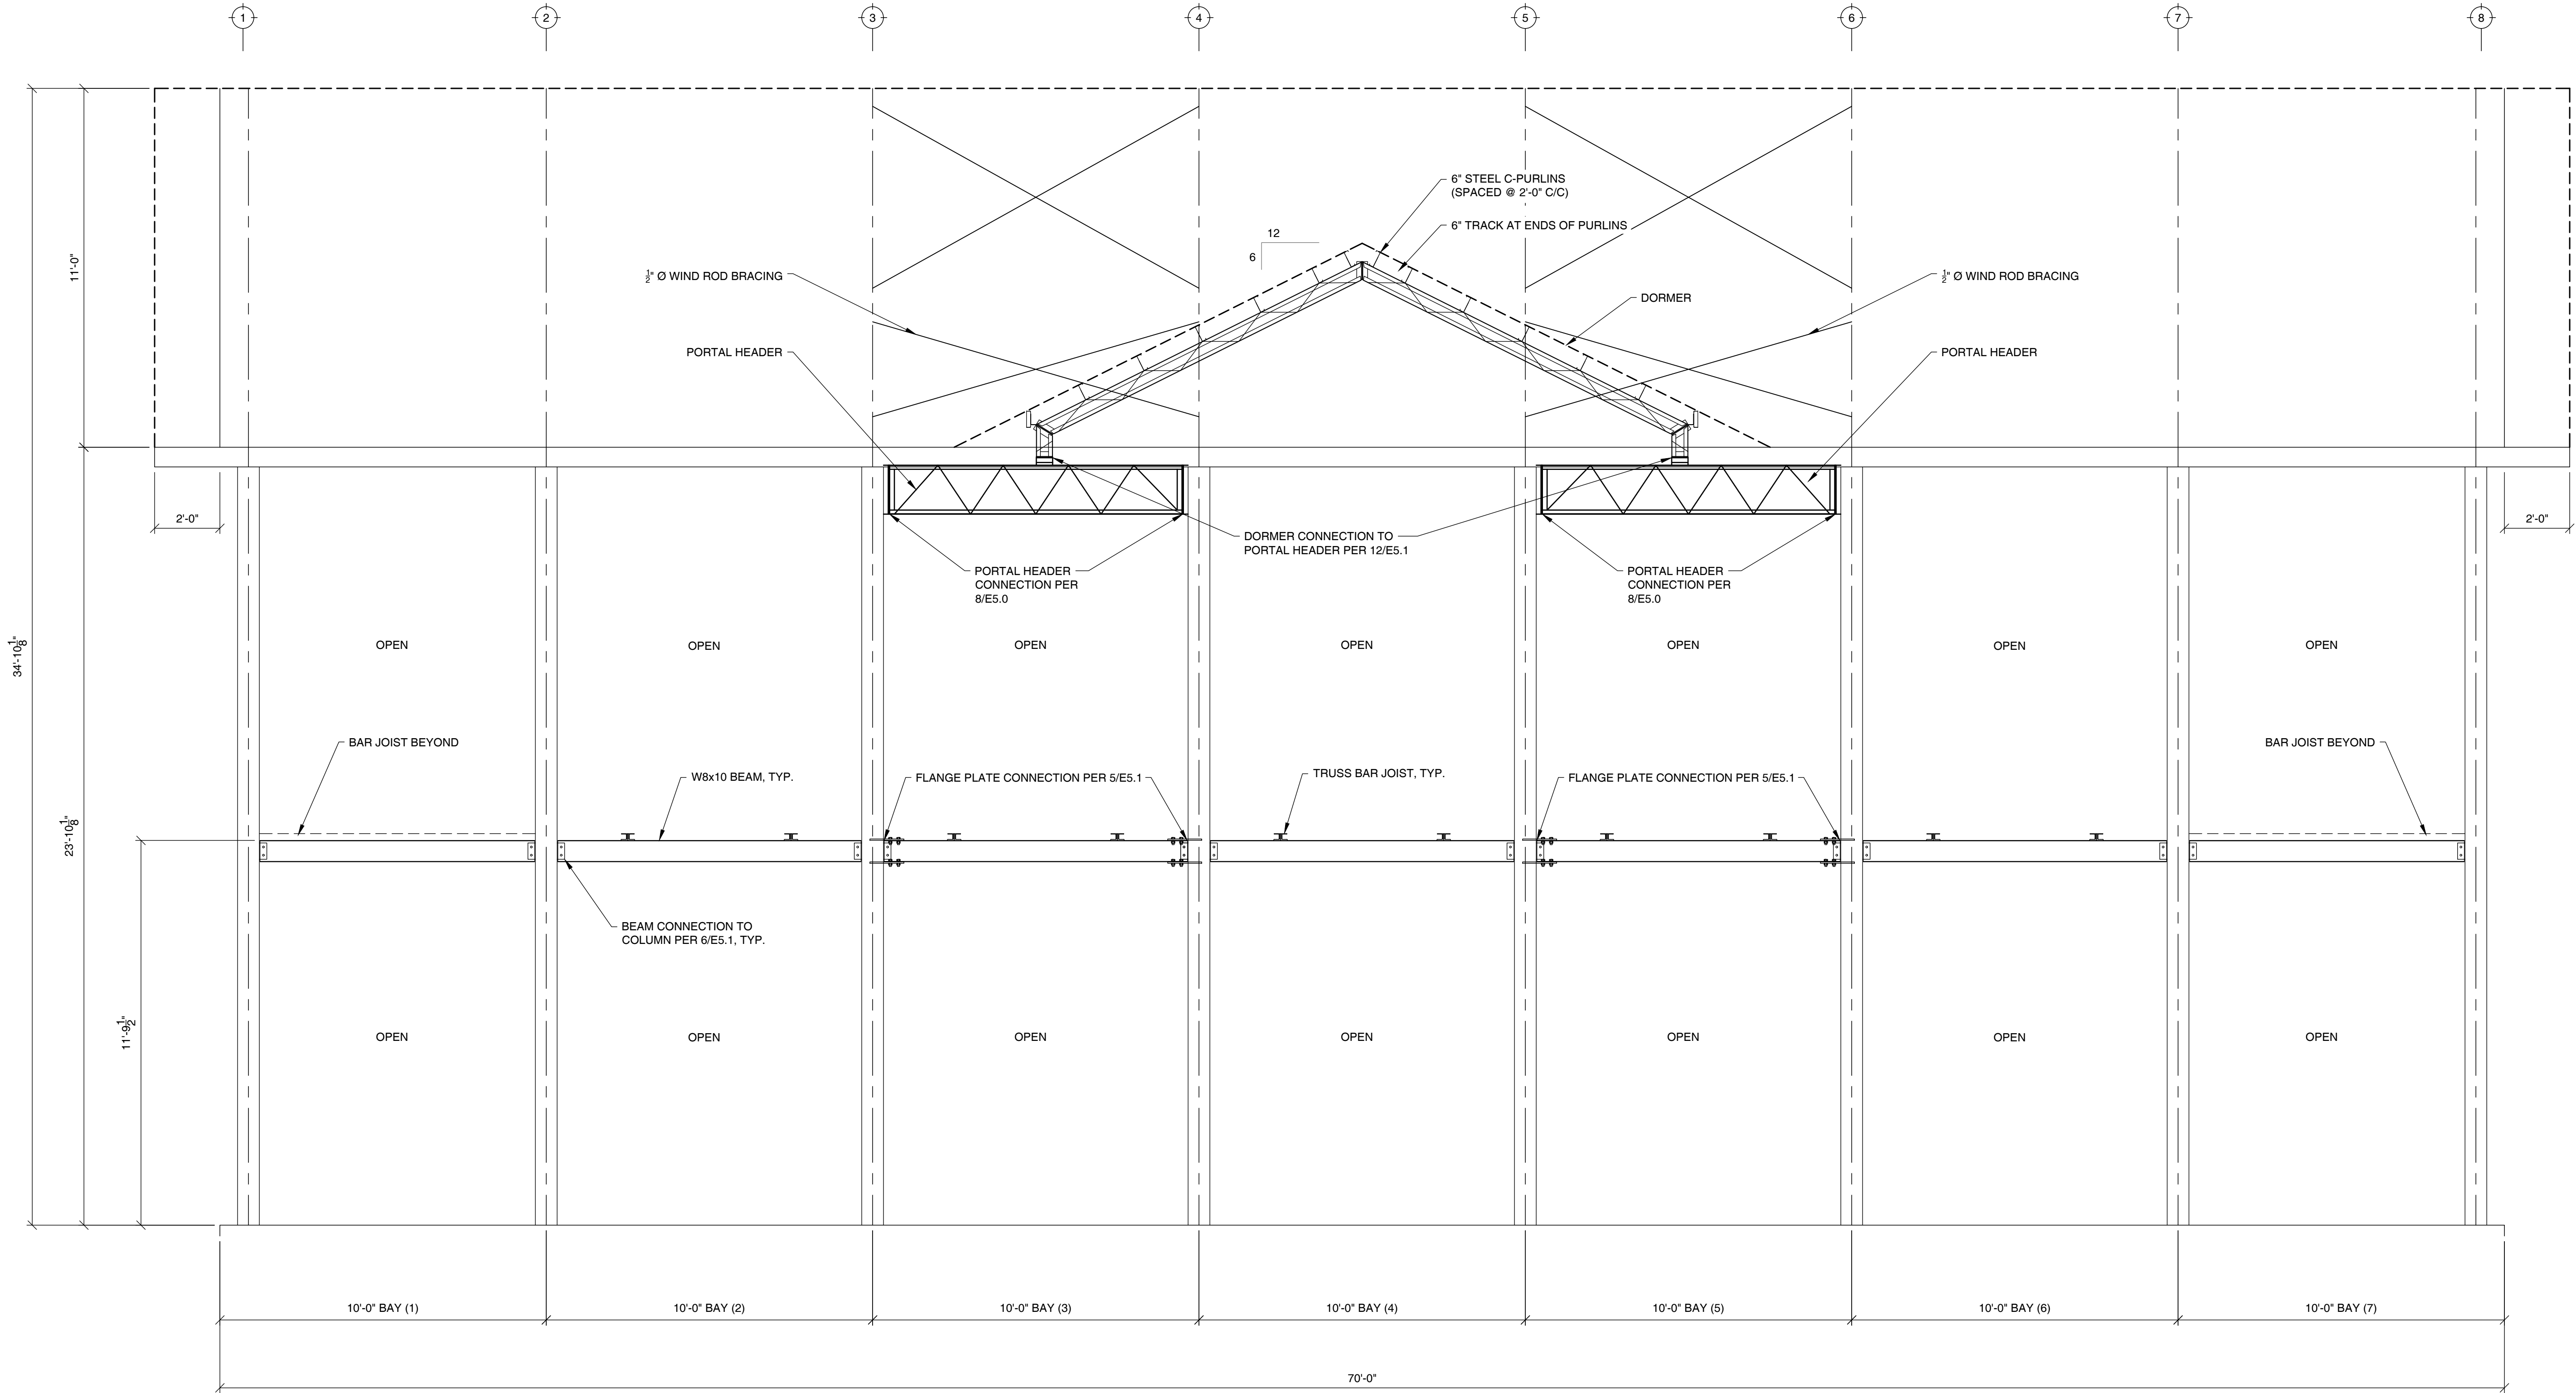 1 2 3 4 5 6 7 8
6" STEEL C-PURLINS
(SPACED @ 2'-0" C/C)
6" TRACK AT ENDS OF PURLINS
12
6
11'-0"
½" Ø WIND ROD BRACING
½" Ø WIND ROD BRACING
DORMER
PORTAL HEADER
PORTAL HEADER
2'-0"
2'-0"
DORMER CONNECTION TO
PORTAL HEADER PER 12/E5.1
PORTAL HEADER
CONNECTION PER
8/E5.0
PORTAL HEADER
CONNECTION PER
8/E5.0
34'-10⅛"
OPEN OPEN OPEN OPEN OPEN OPEN OPEN
BAR JOIST BEYOND
BAR JOIST BEYOND
W8x10 BEAM, TYP.
FLANGE PLATE CONNECTION PER 5/E5.1
TRUSS BAR JOIST, TYP.
FLANGE PLATE CONNECTION PER 5/E5.1
23'-10⅛"
BEAM CONNECTION TO
COLUMN PER 6/E5.1, TYP.
11'-9½"
OPEN OPEN OPEN OPEN OPEN OPEN OPEN
10'-0" BAY (1) 10'-0" BAY (2) 10'-0" BAY (3) 10'-0" BAY (4) 10'-0" BAY (5) 10'-0" BAY (6) 10'-0" BAY (7)
70'-0"